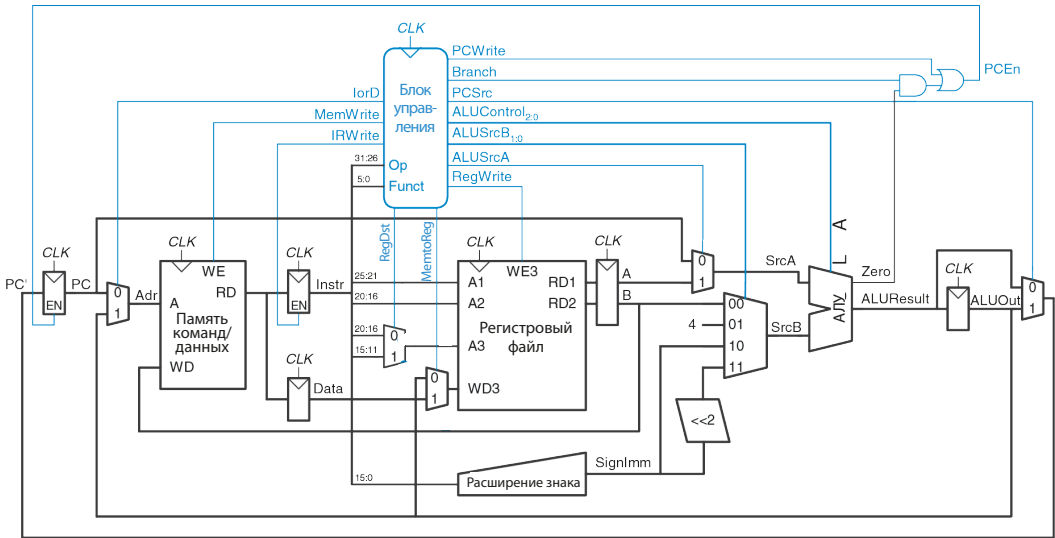 CLK
PCWrite
Branch
PCEn
IorD
Блок
управ-
ления
PCSrc
MemWrite
ALUControl2:0
IRWrite
ALUSrcB1:0
31:26
Op
ALUSrcA
5:0
Funct
RegWrite
RegDst
MemtoReg
CLK
CLK
CLK
CLK
CLK
CLK
PC'
EN
PC
0
1
Adr
WE
A
RD
Память
команд/
данных
WD
EN
Instr
25:21
20:16
20:16
15:11
0
1
CLK
Data
0
1
WE3
A1
A2
A3
WD3
RD1
RD2
Регистровый
файл
A
B
0
1
SrcA
00
4
01
10
11
SrcB
A
L
АЛУ
Zero
ALUResult
ALUOut
0
1
<<2
SignImm
15:0
Расширение знака